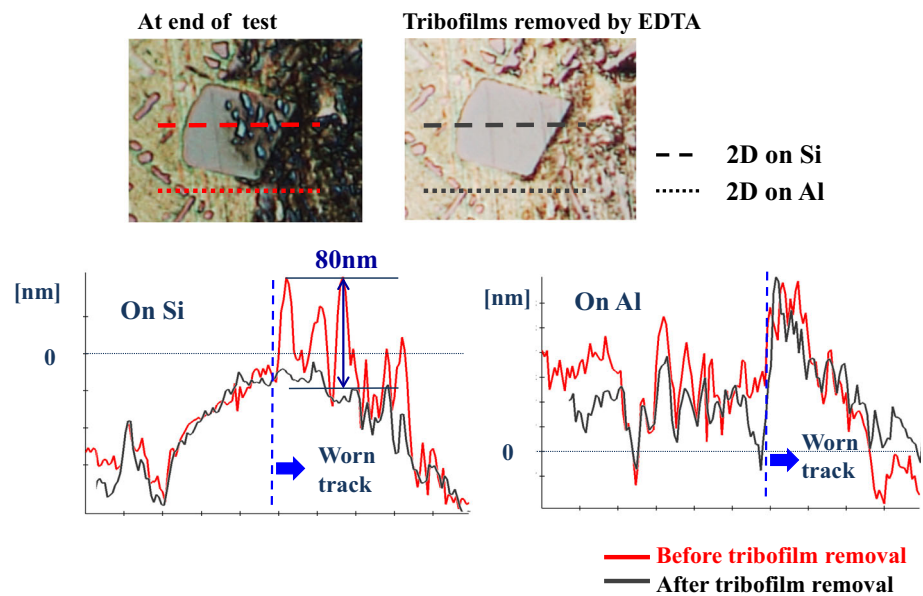 At end of test
Tribofilms removed by EDTA
2D on Si
2D on Al
80nm
[nm]
On Si
0
Worn
track
[nm]
On Al
0
Worn
track
Before tribofilm removal
After tribofilm removal